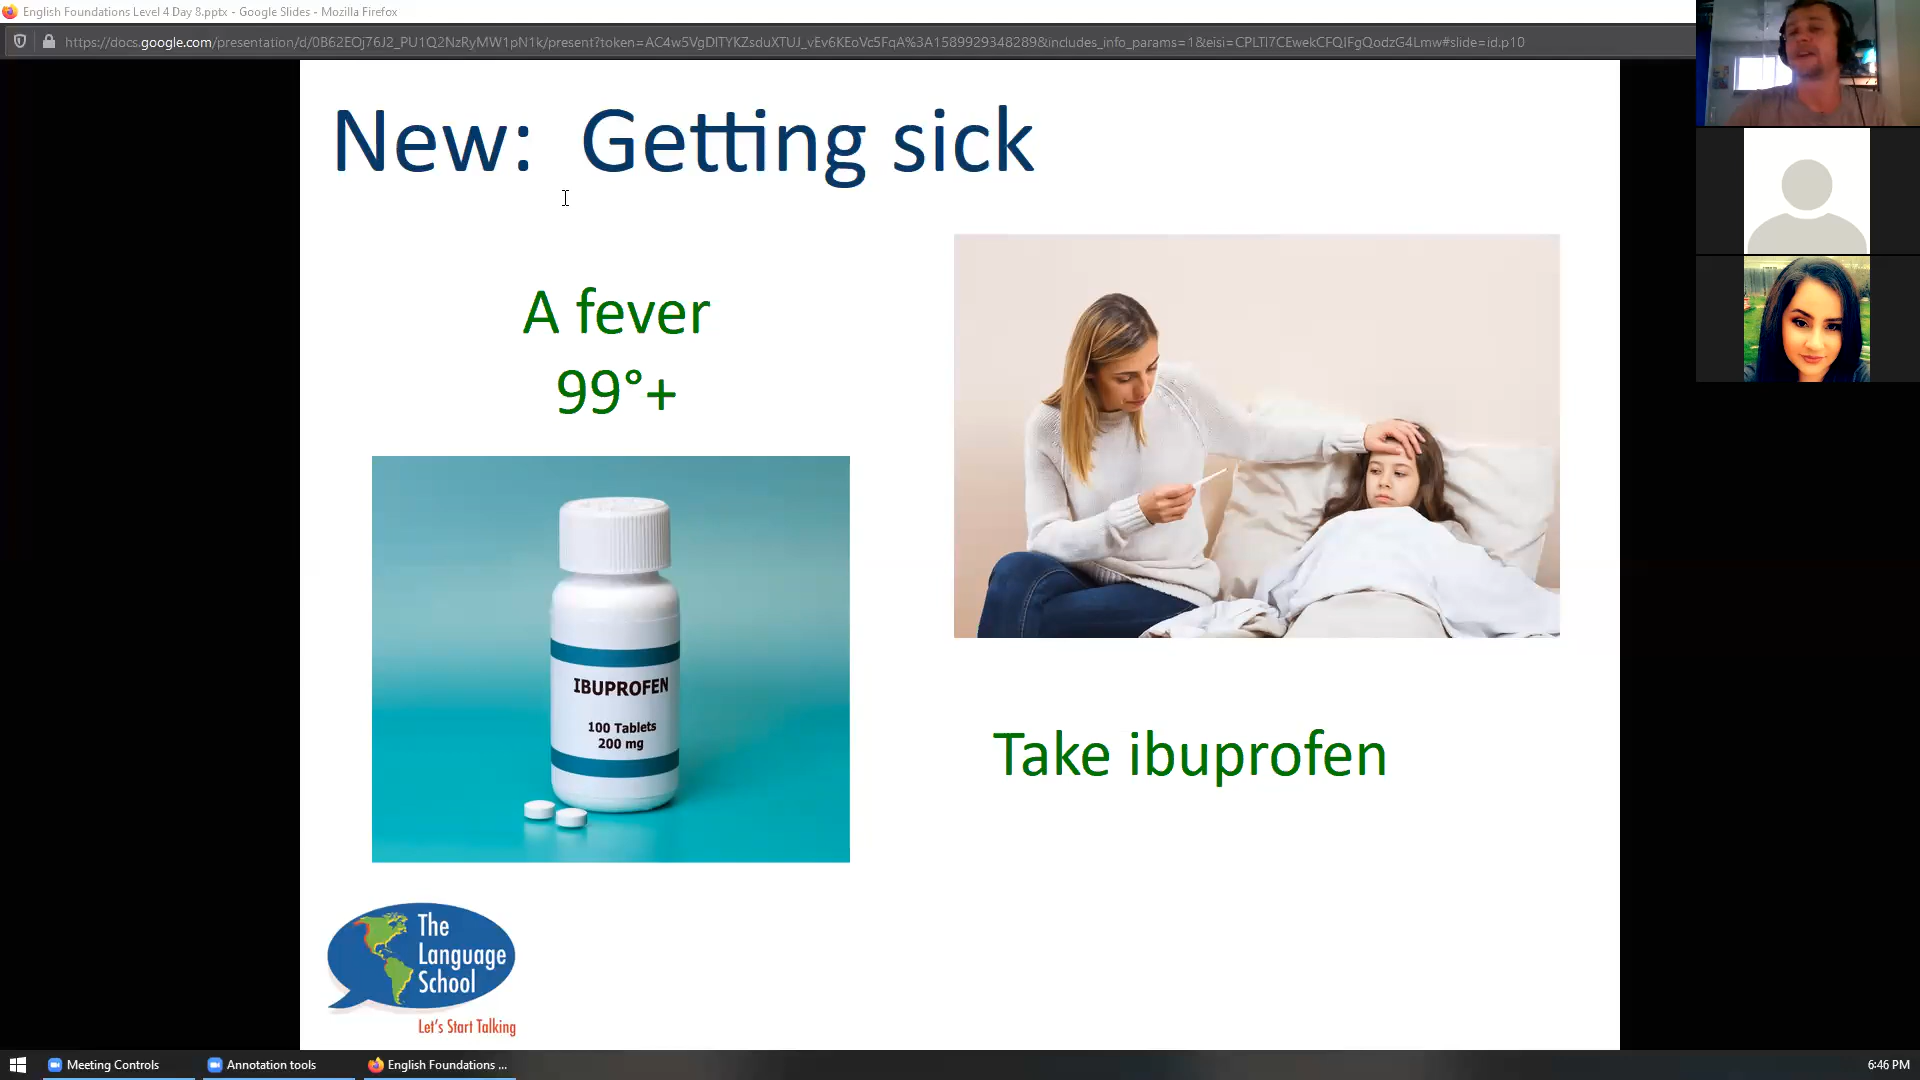 English Foundations Level 4 Day 8.pptx - Google Slides - Mozilla Firefox
https://docs.google.com/presentation/d/0B62EOj76J2_PU1Q2NzRyMW1pN1k/present?token=AC4w5VgDlTYKZsduXTUJ_vEv6KEoVc5FqA%3A1589929348289&includes_info_params=1&eisi=CPLTl7CEwekCFQIFgQodzG4Lmw#slide=id.p10
New: Getting sick
A fever
99°+
IBUPROFEN
100 Tablets
200 mg
Take ibuprofen
The
Language
School
Let's Start Talking
Meeting Controls
Annotation tools
English Foundations ...
6:46 PM